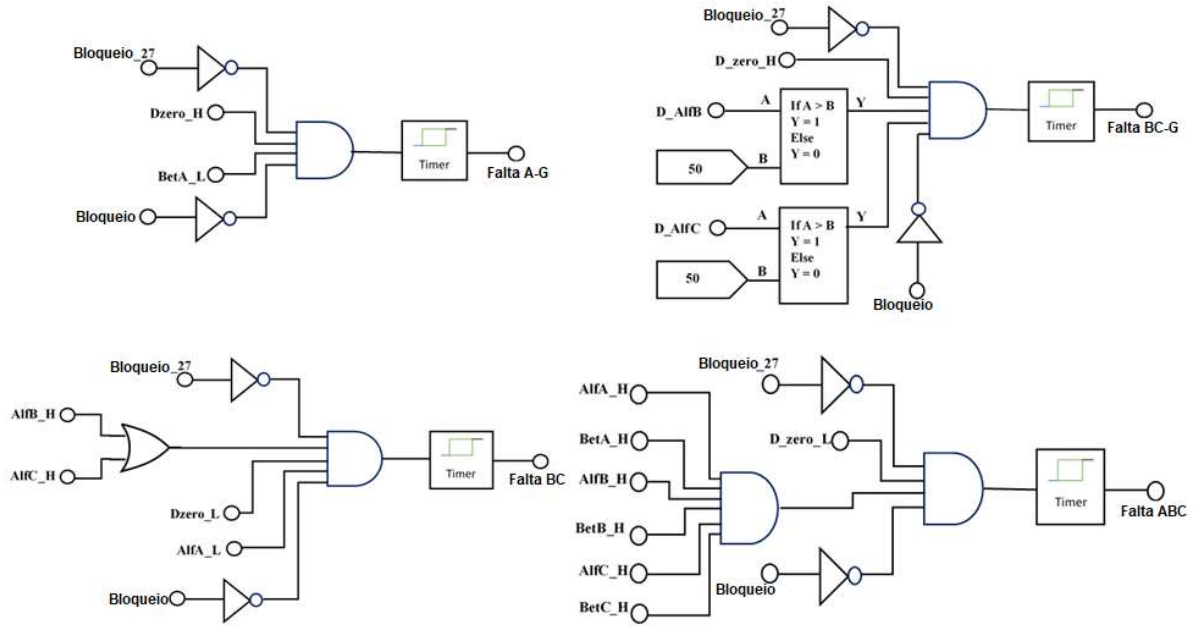 Bloqueio_27
Dzero_H
BetA_L
Bloqueio
Timer
Falta A-G
Bloqueio_27
D_zero_H
D_AlfB
A
If A > B
Y = 1
Else
Y = 0
Y
50
B
D_AlfC
A
If A > B
Y = 1
Else
Y = 0
Y
50
B
Bloqueio
Timer
Falta BC-G
Bloqueio_27
AlfB_H
AlfC_H
Dzero_L
AlfA_L
Bloqueio
Timer
Falta BC
Bloqueio_27
AlfA_H
D_zero_L
BetA_H
AlfB_H
BetB_H
AlfC_H
Bloqueio
BetC_H
Timer
Falta ABC